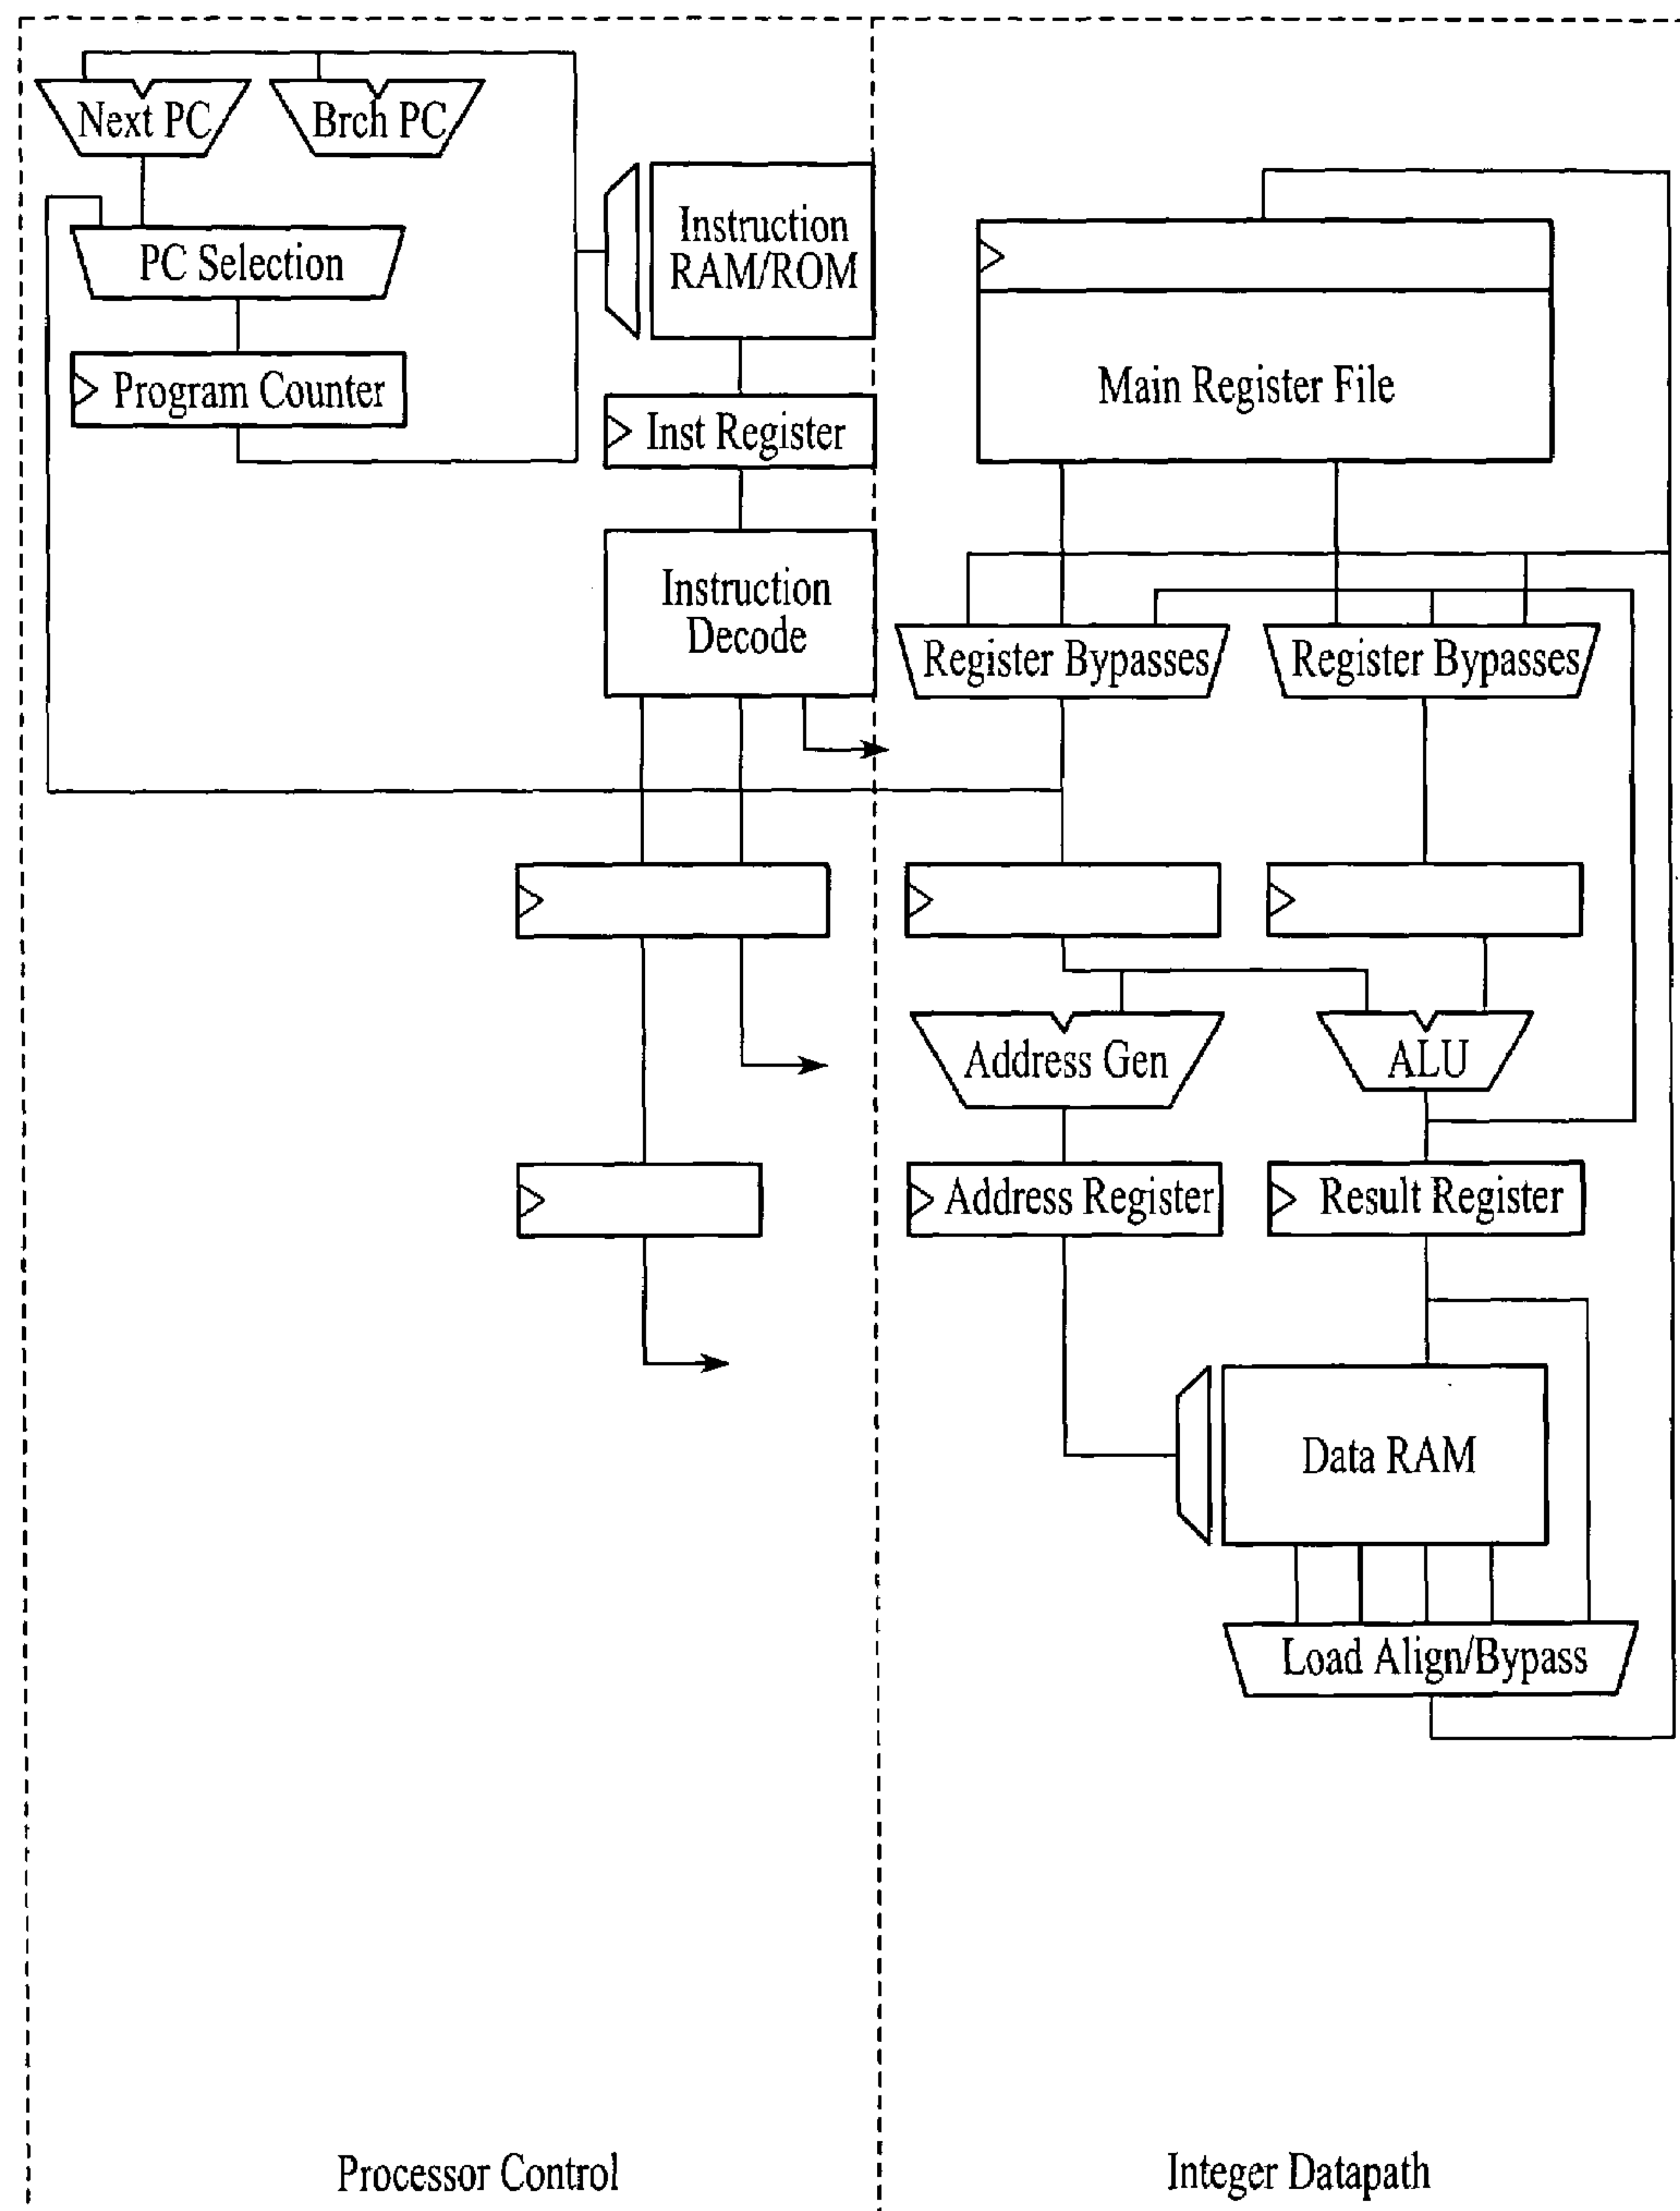 Next PC
Brch PC
PC Selection
Program Counter
Instruction
RAM/ROM
Inst Register
Instruction
Decode
Main Register File
Register Bypasses
Register Bypasses
Address Gen
ALU
Address Register
Result Register
Data RAM
Load Align/Bypass
Processor Control
Integer Datapath